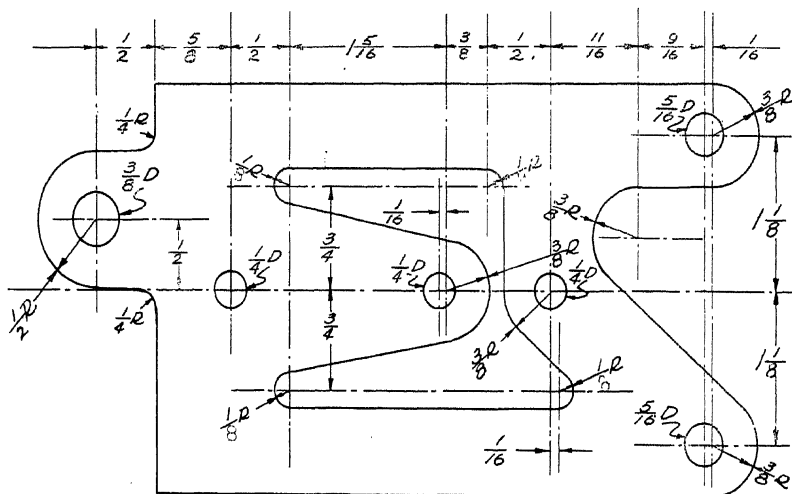 1/2
5/8
1/2
1 5/16
3/8
1/2
11/16
9/16
1/16
1/4 R
3/8 D
1/8 R
1/8 R
5/16 D
3/8 R
1/16
3/4
3/8 R
1 1/8
1/2
1/4 D
1/4 D
3/8 R
1/4 D
1/2 R
1/4 R
3/4
3/8 R
1 1/8
1/8 R
1/8 R
5/16 D
1/16
3/8 R